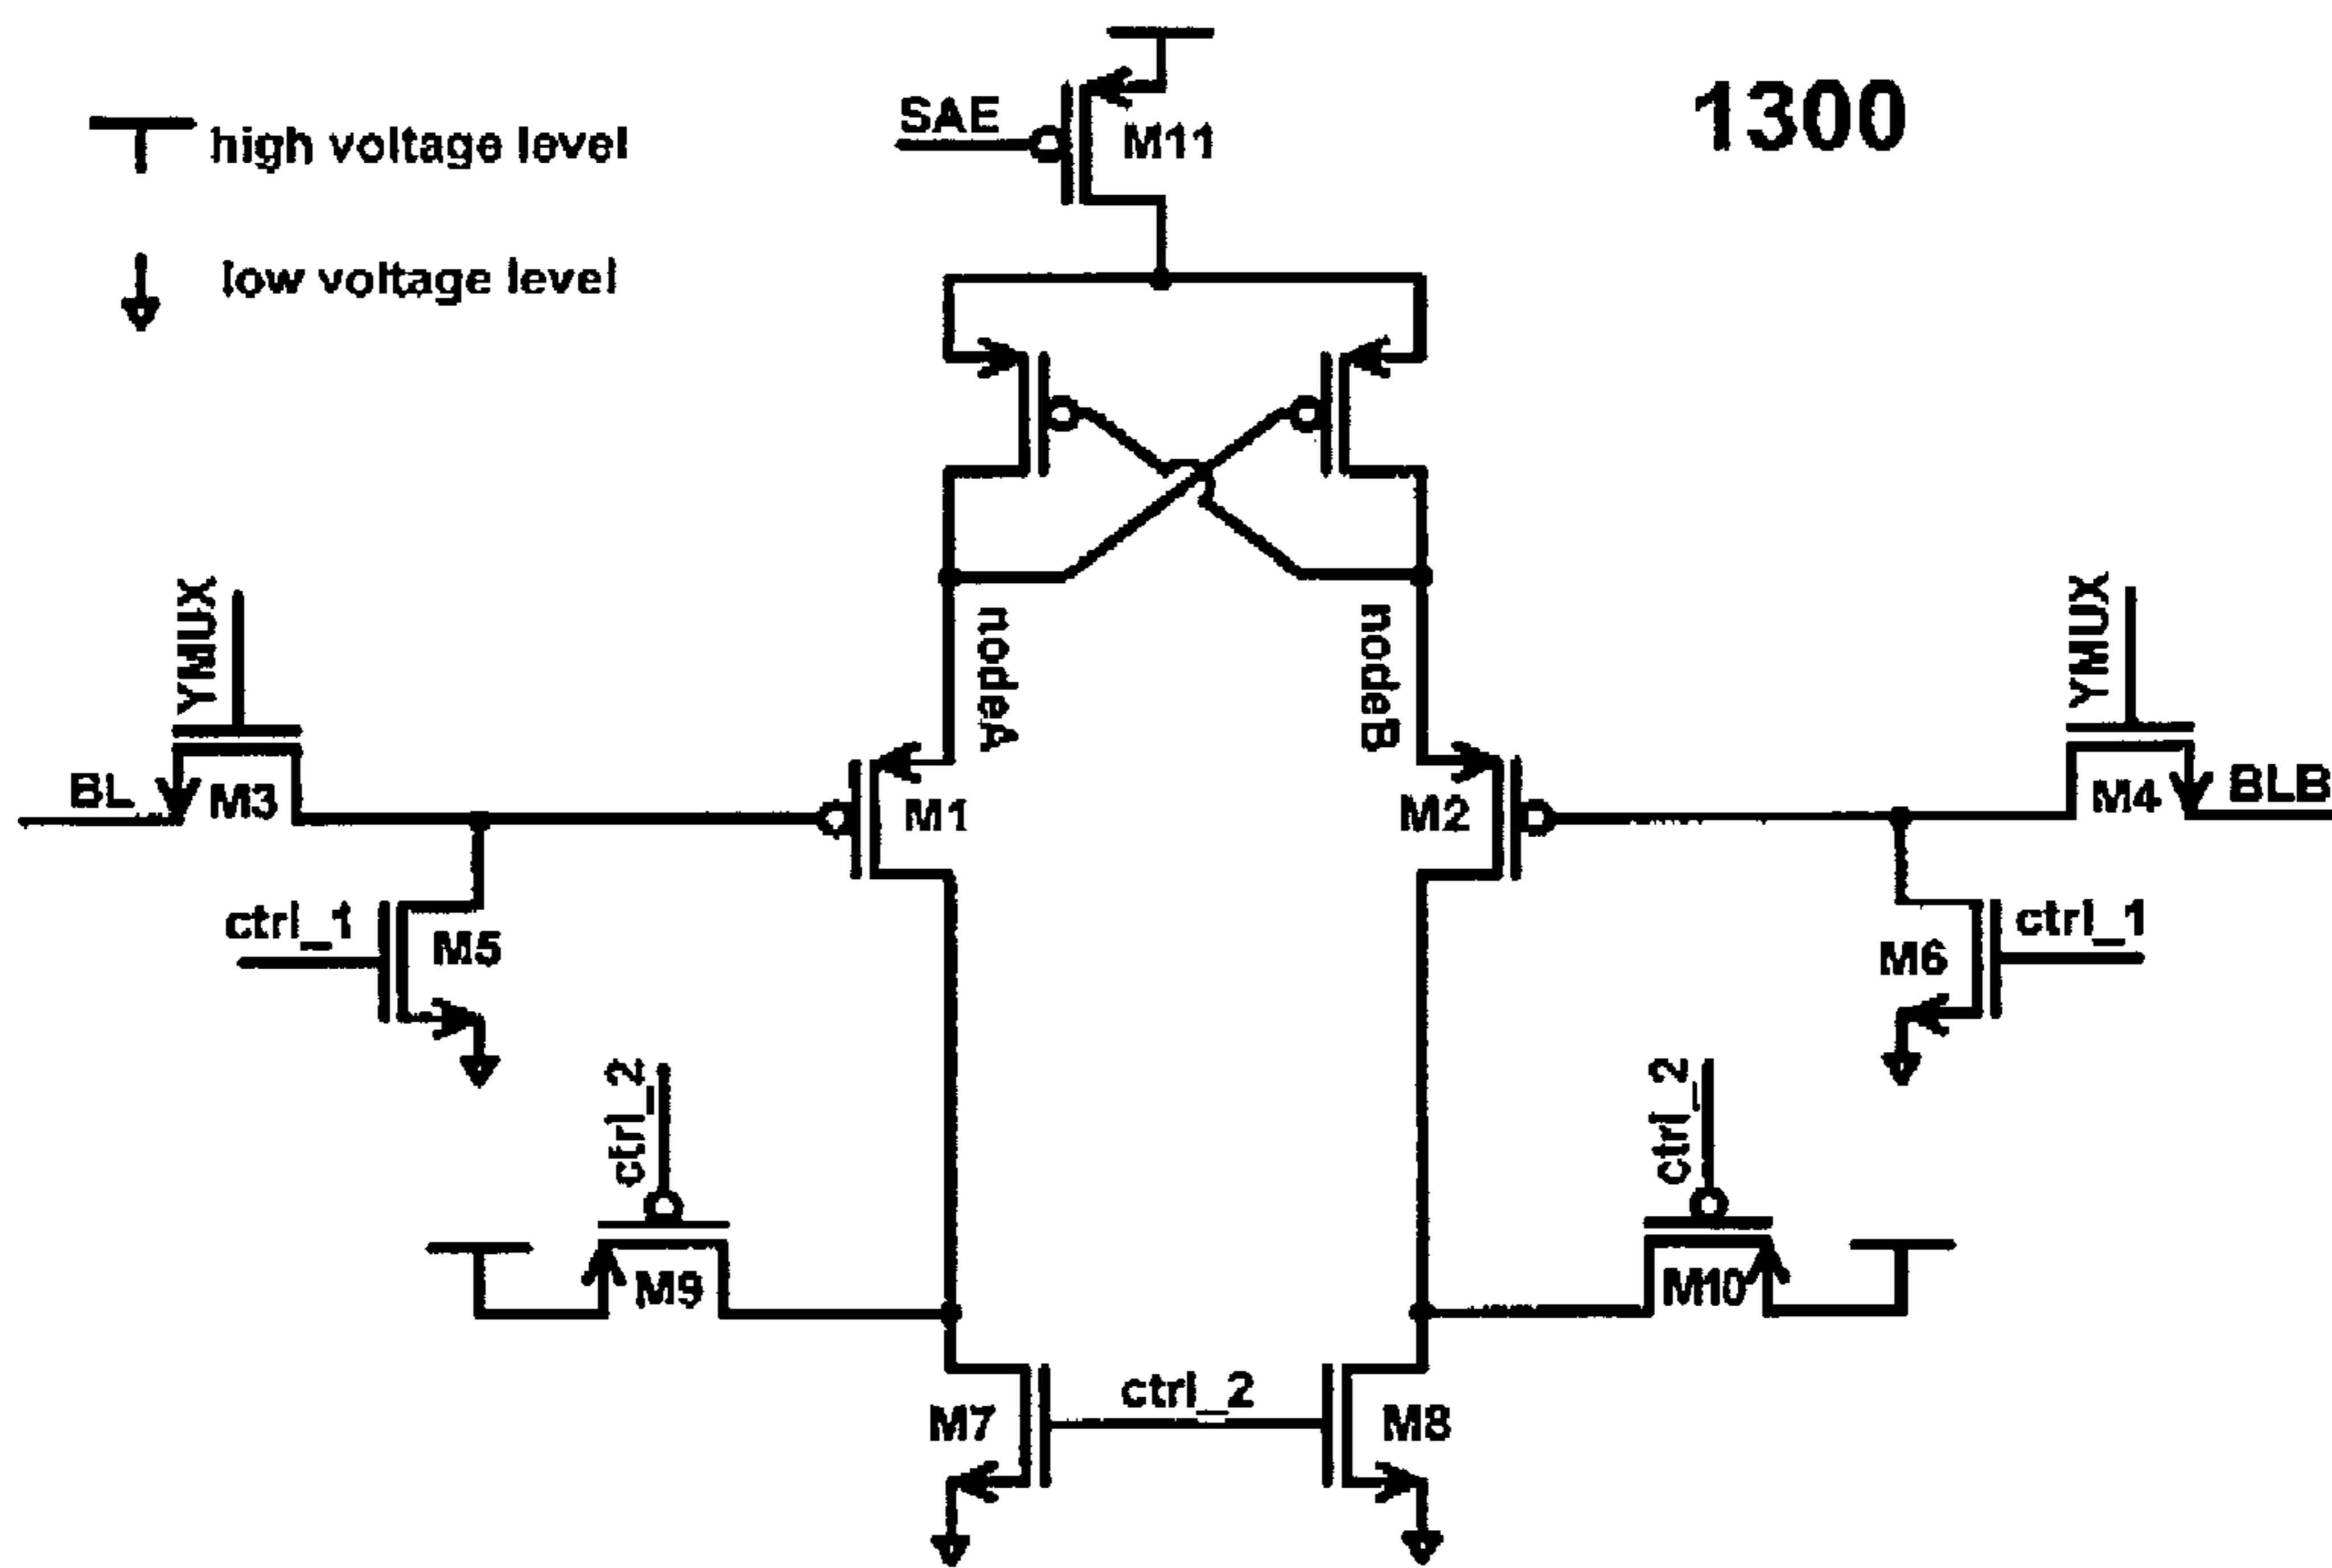 1300
SAE
M11
high voltage level
low voltage level
YMUX
nodeA
nodeB
YMUX
BL
M3
M1
M2
M4
BLB
ctrl_1
M5
M6
ctrl_1
ctrl_2
ctrl_2
M9
M10
M7
ctrl_2
M8